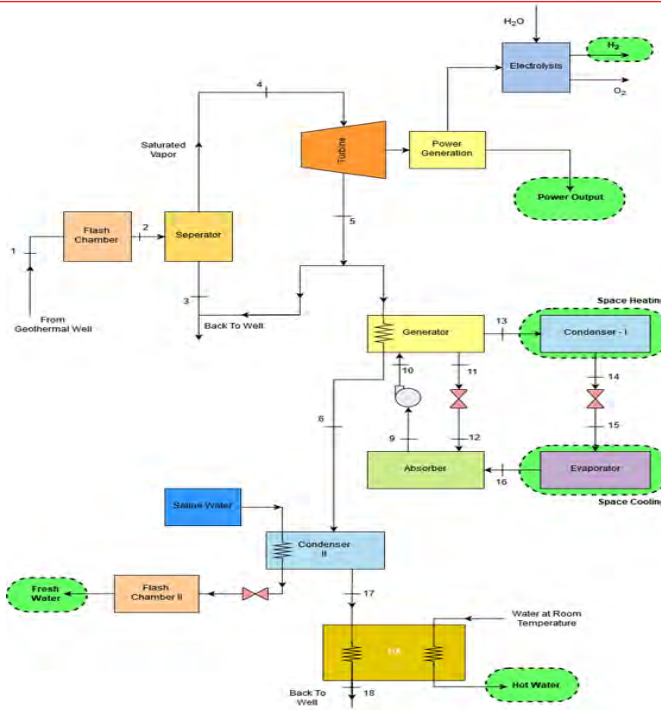 H2O
H2
Electrolysis
O2
4
Saturated
Vapor
Turbine
Power
Generation
Power Output
5
Flash
Chamber
2
Seperator
1
3
From
Geothermal Well
Back To Well
Space Heating
Generator
13
Condenser - I
10
11
14
6
9
12
15
Absorber
16
Evaporator
Space Cooling
Saline Water
Condenser
II
Fresh
Water
Flash
Chamber II
17
Water at Room
Temperature
HX
Hot Water
Back To
Well
18